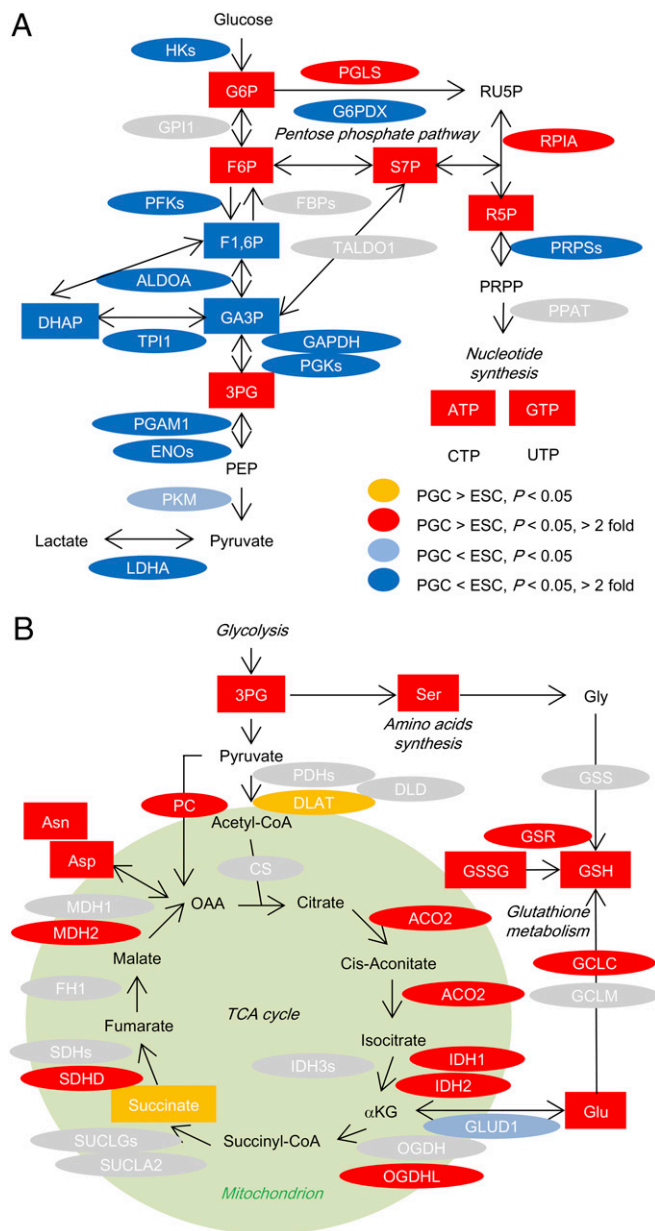 A
Glucose
HKs
PGLS
G6P
RU5P
G6PDX
GPI1
Pentose phosphate pathway
RPIA
F6P
S7P
PFKs
FBPs
R5P
F1,6P
TALDO1
PRPSs
ALDOA
PRPP
DHAP
GA3P
PPAT
TPI1
GAPDH
PGKs
Nucleotide
synthesis
3PG
ATP
GTP
PGAM1
ENOs
CTP
UTP
PEP
PKM
Lactate
Pyruvate
LDHA
PGC > ESC, P < 0.05
PGC > ESC, P < 0.05, > 2 fold
PGC < ESC, P < 0.05
PGC < ESC, P < 0.05, > 2 fold
B
Glycolysis
3PG
Ser
Gly
Amino acids
synthesis
Pyruvate
PDHs
DLD
GSS
PC
DLAT
Acetyl-CoA
Asn
GSR
Asp
CS
GSSG
GSH
MDH1
OAA
Citrate
Glutathione
metabolism
MDH2
ACO2
Malate
Cis-Aconitate
GCLC
FH1
ACO2
GCLM
TCA cycle
Fumarate
Isocitrate
SDHs
IDH3s
IDH1
SDHD
IDH2
Succinate
αKG
Glu
GLUD1
SUCLGs
Succinyl-CoA
OGDH
SUCLA2
OGDHL
Mitochondrion